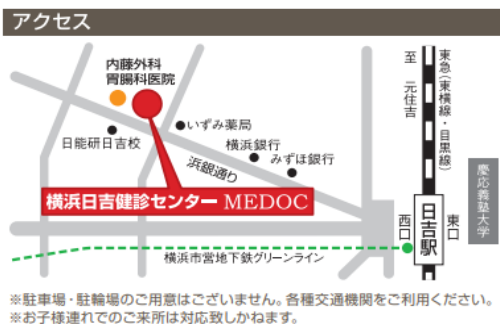 アクセス
内藤外科
胃腸科医院
日能研日吉校
いずみ薬局
横浜銀行
みずほ銀行
浜銀通り
横浜日吉健診センター MEDOC
至 元住吉
東急(東横線・目黒線)
慶応義塾大学
西口
日吉駅
東口
横浜市営地下鉄グリーンライン
※駐車場・駐輪場のご用意はございません。各種交通機関をご利用ください。
※お子様連れでのご来所は対応致しかねます。